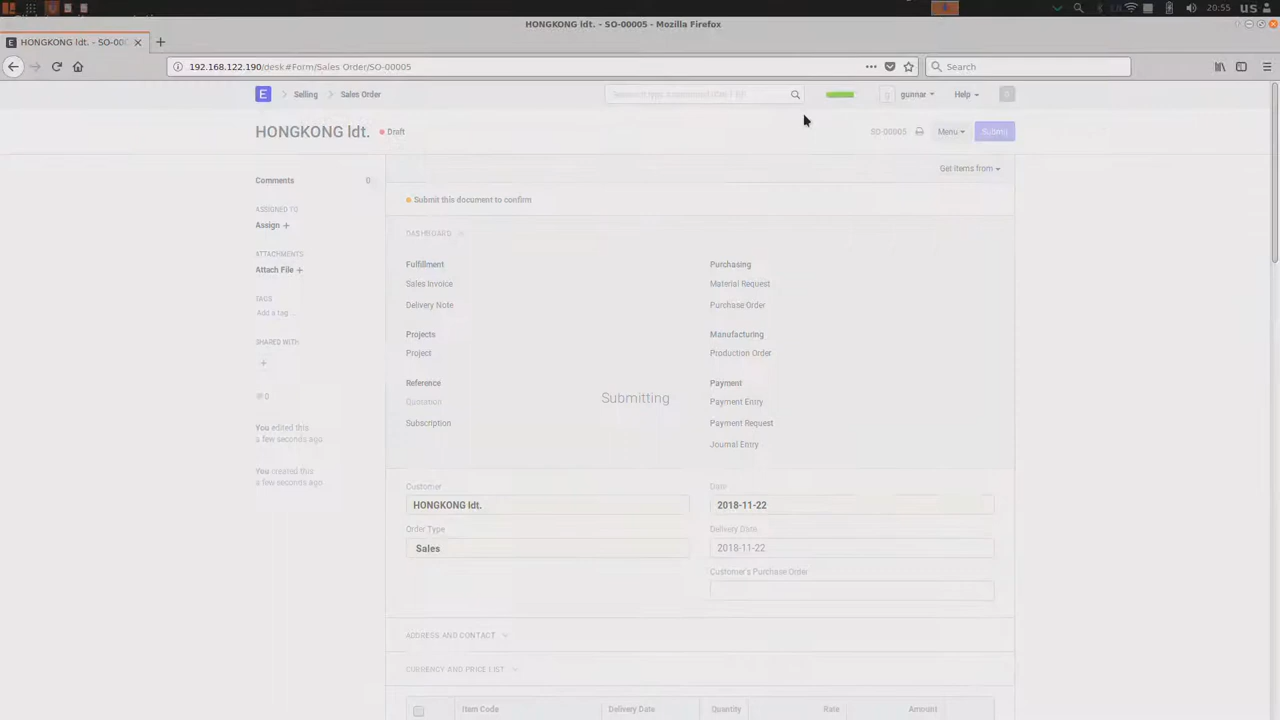 20:55 US
HONGKONG ldt. - SO-00005 - Mozilla Firefox
HONGKONG ldt. - SO-00
192.168.122.190/desk#Form/Sales Order/SO-00005
Search
E Selling Sales Order
gunnar Help
HONGKONG ldt. Draft SO-00005 Menu Submit
Comments 0
Get items from
ASSIGNED TO
Assign +
Submit this document to confirm
ATTACHMENTS
Attach File +
DASHBOARD
TAGS
Add a tag ...
SHARED WITH
+
0
You edited this
a few seconds ago
You created this
a few seconds ago
Fulfillment
Sales Invoice
Delivery Note
Projects
Project
Reference
Quotation
Subscription
Purchasing
Material Request
Purchase Order
Manufacturing
Production Order
Payment
Payment Entry
Payment Request
Journal Entry
Submitting
Customer
HONGKONG ldt.
Order Type
Sales
Date
2018-11-22
Delivery Date
2018-11-22
Customer's Purchase Order
ADDRESS AND CONTACT
CURRENCY AND PRICE LIST
Item Code Delivery Date Quantity Rate Amount